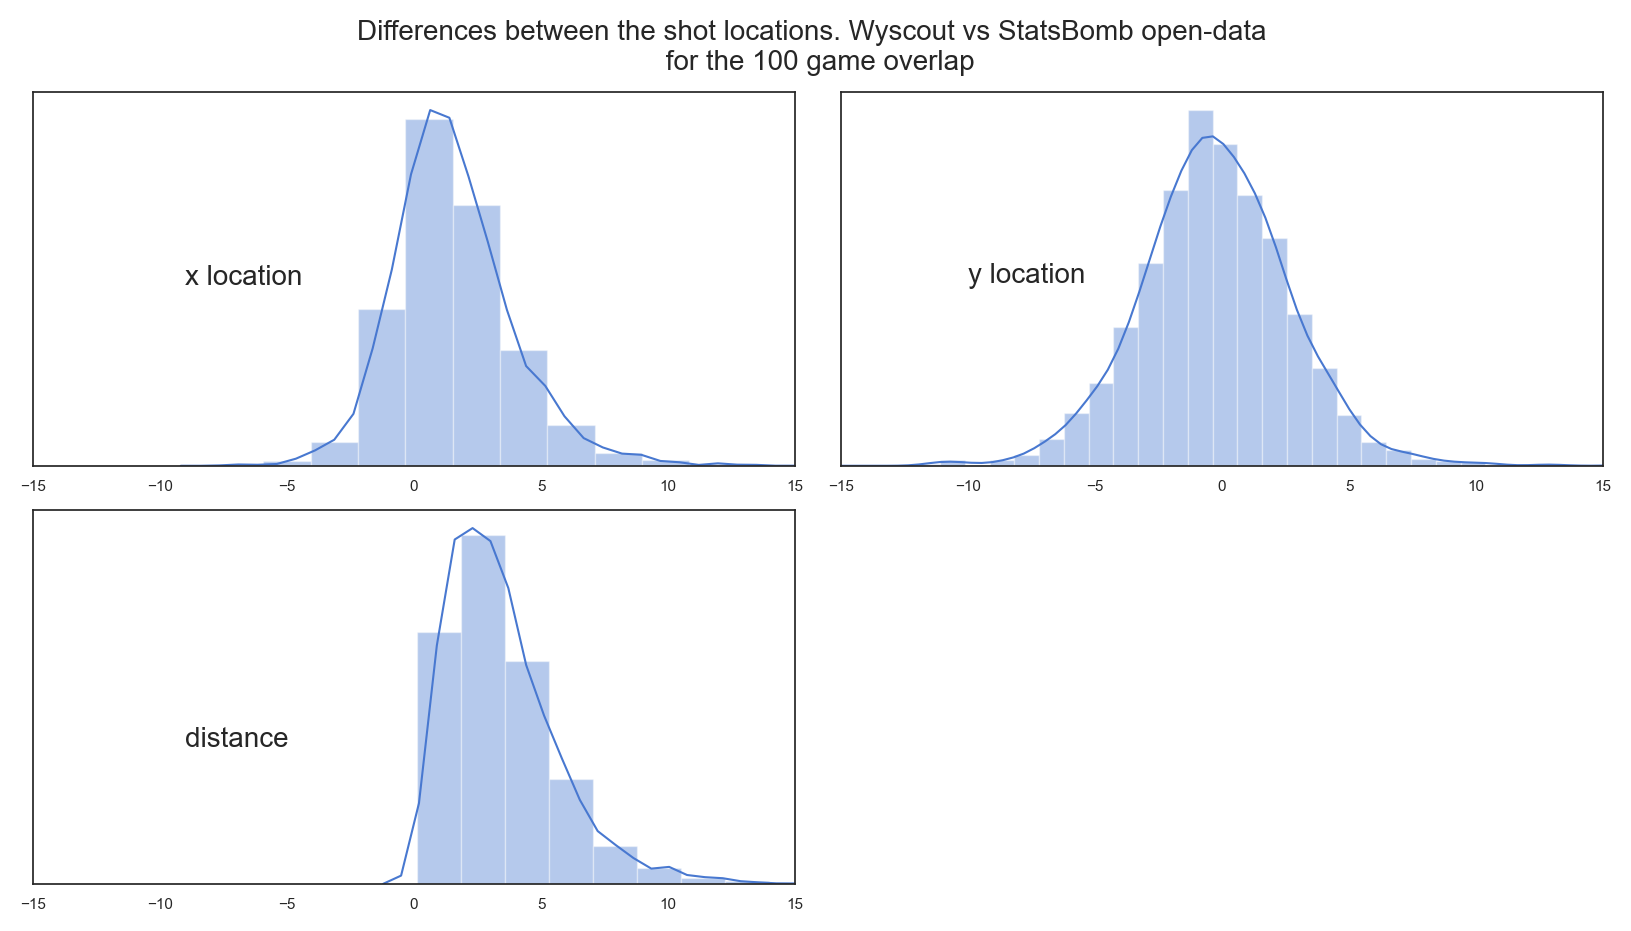 Differences between the shot locations. Wyscout vs StatsBomb open-data
for the 100 game overlap
x location
−15 −10 −5 0 5 10 15
y location
−15 −10 −5 0 5 10 15
distance
−15 −10 −5 0 5 10 15